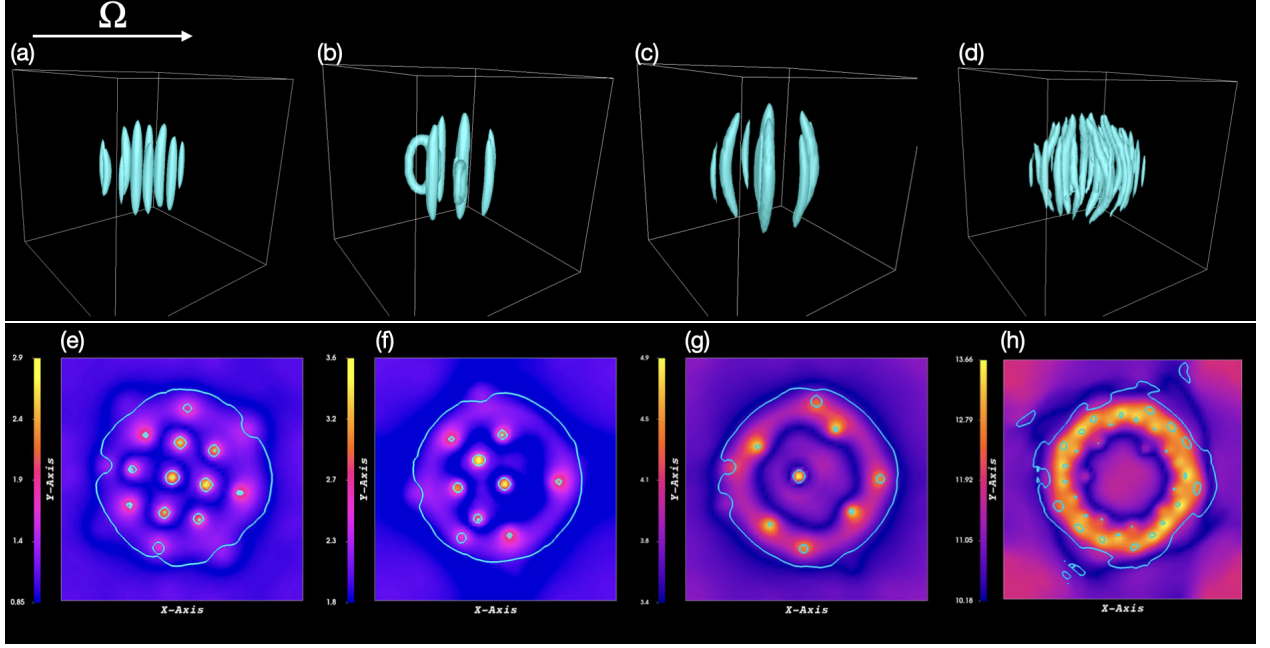 Ω
(a)
(b)
(c)
(d)
(e)
(f)
(g)
(h)
2.9
2.4
1.9
1.4
0.85
Y-Axis
X-Axis
3.6
3.2
2.7
2.3
1.8
Y-Axis
X-Axis
4.9
4.5
4.1
3.8
3.4
Y-Axis
X-Axis
13.66
12.79
11.92
11.05
10.18
Y-Axis
X-Axis